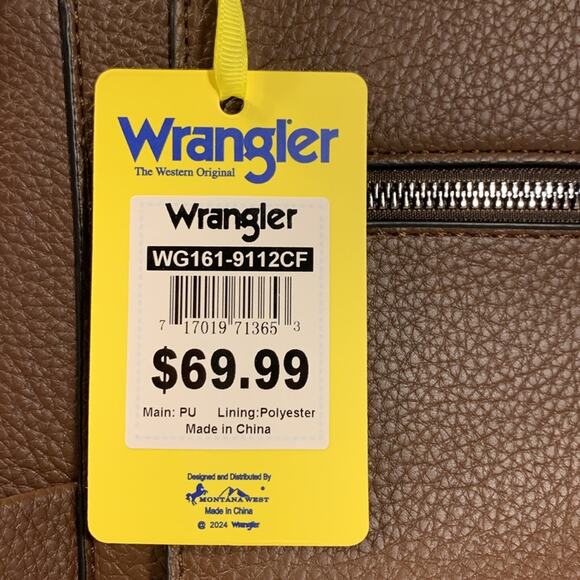 Wrangler
The Western Original
Wrangler
WG161-9112CF
7 17019 71365 3
$69.99
Main: PU Lining:Polyester
Made in China
Designed and Distributed By
MONTANA WEST
®
Made In China
@ 2024 Wrangler